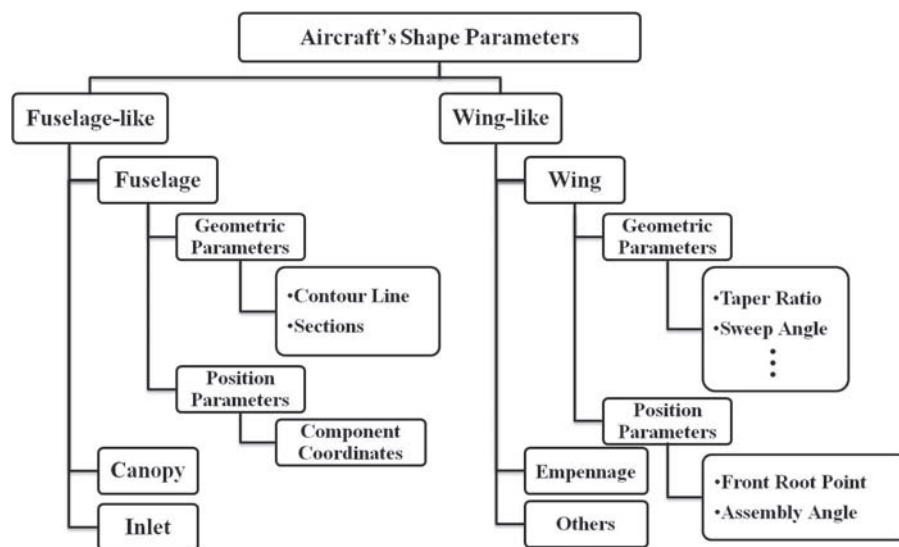 Aircraft's Shape Parameters
Fuselage-like
Fuselage
Geometric
Parameters
•Contour Line
•Sections
Position
Parameters
Component
Coordinates
Canopy
Inlet
Wing-like
Wing
Geometric
Parameters
•Taper Ratio
•Sweep Angle
Position
Parameters
•Front Root Point
•Assembly Angle
Empennage
Others